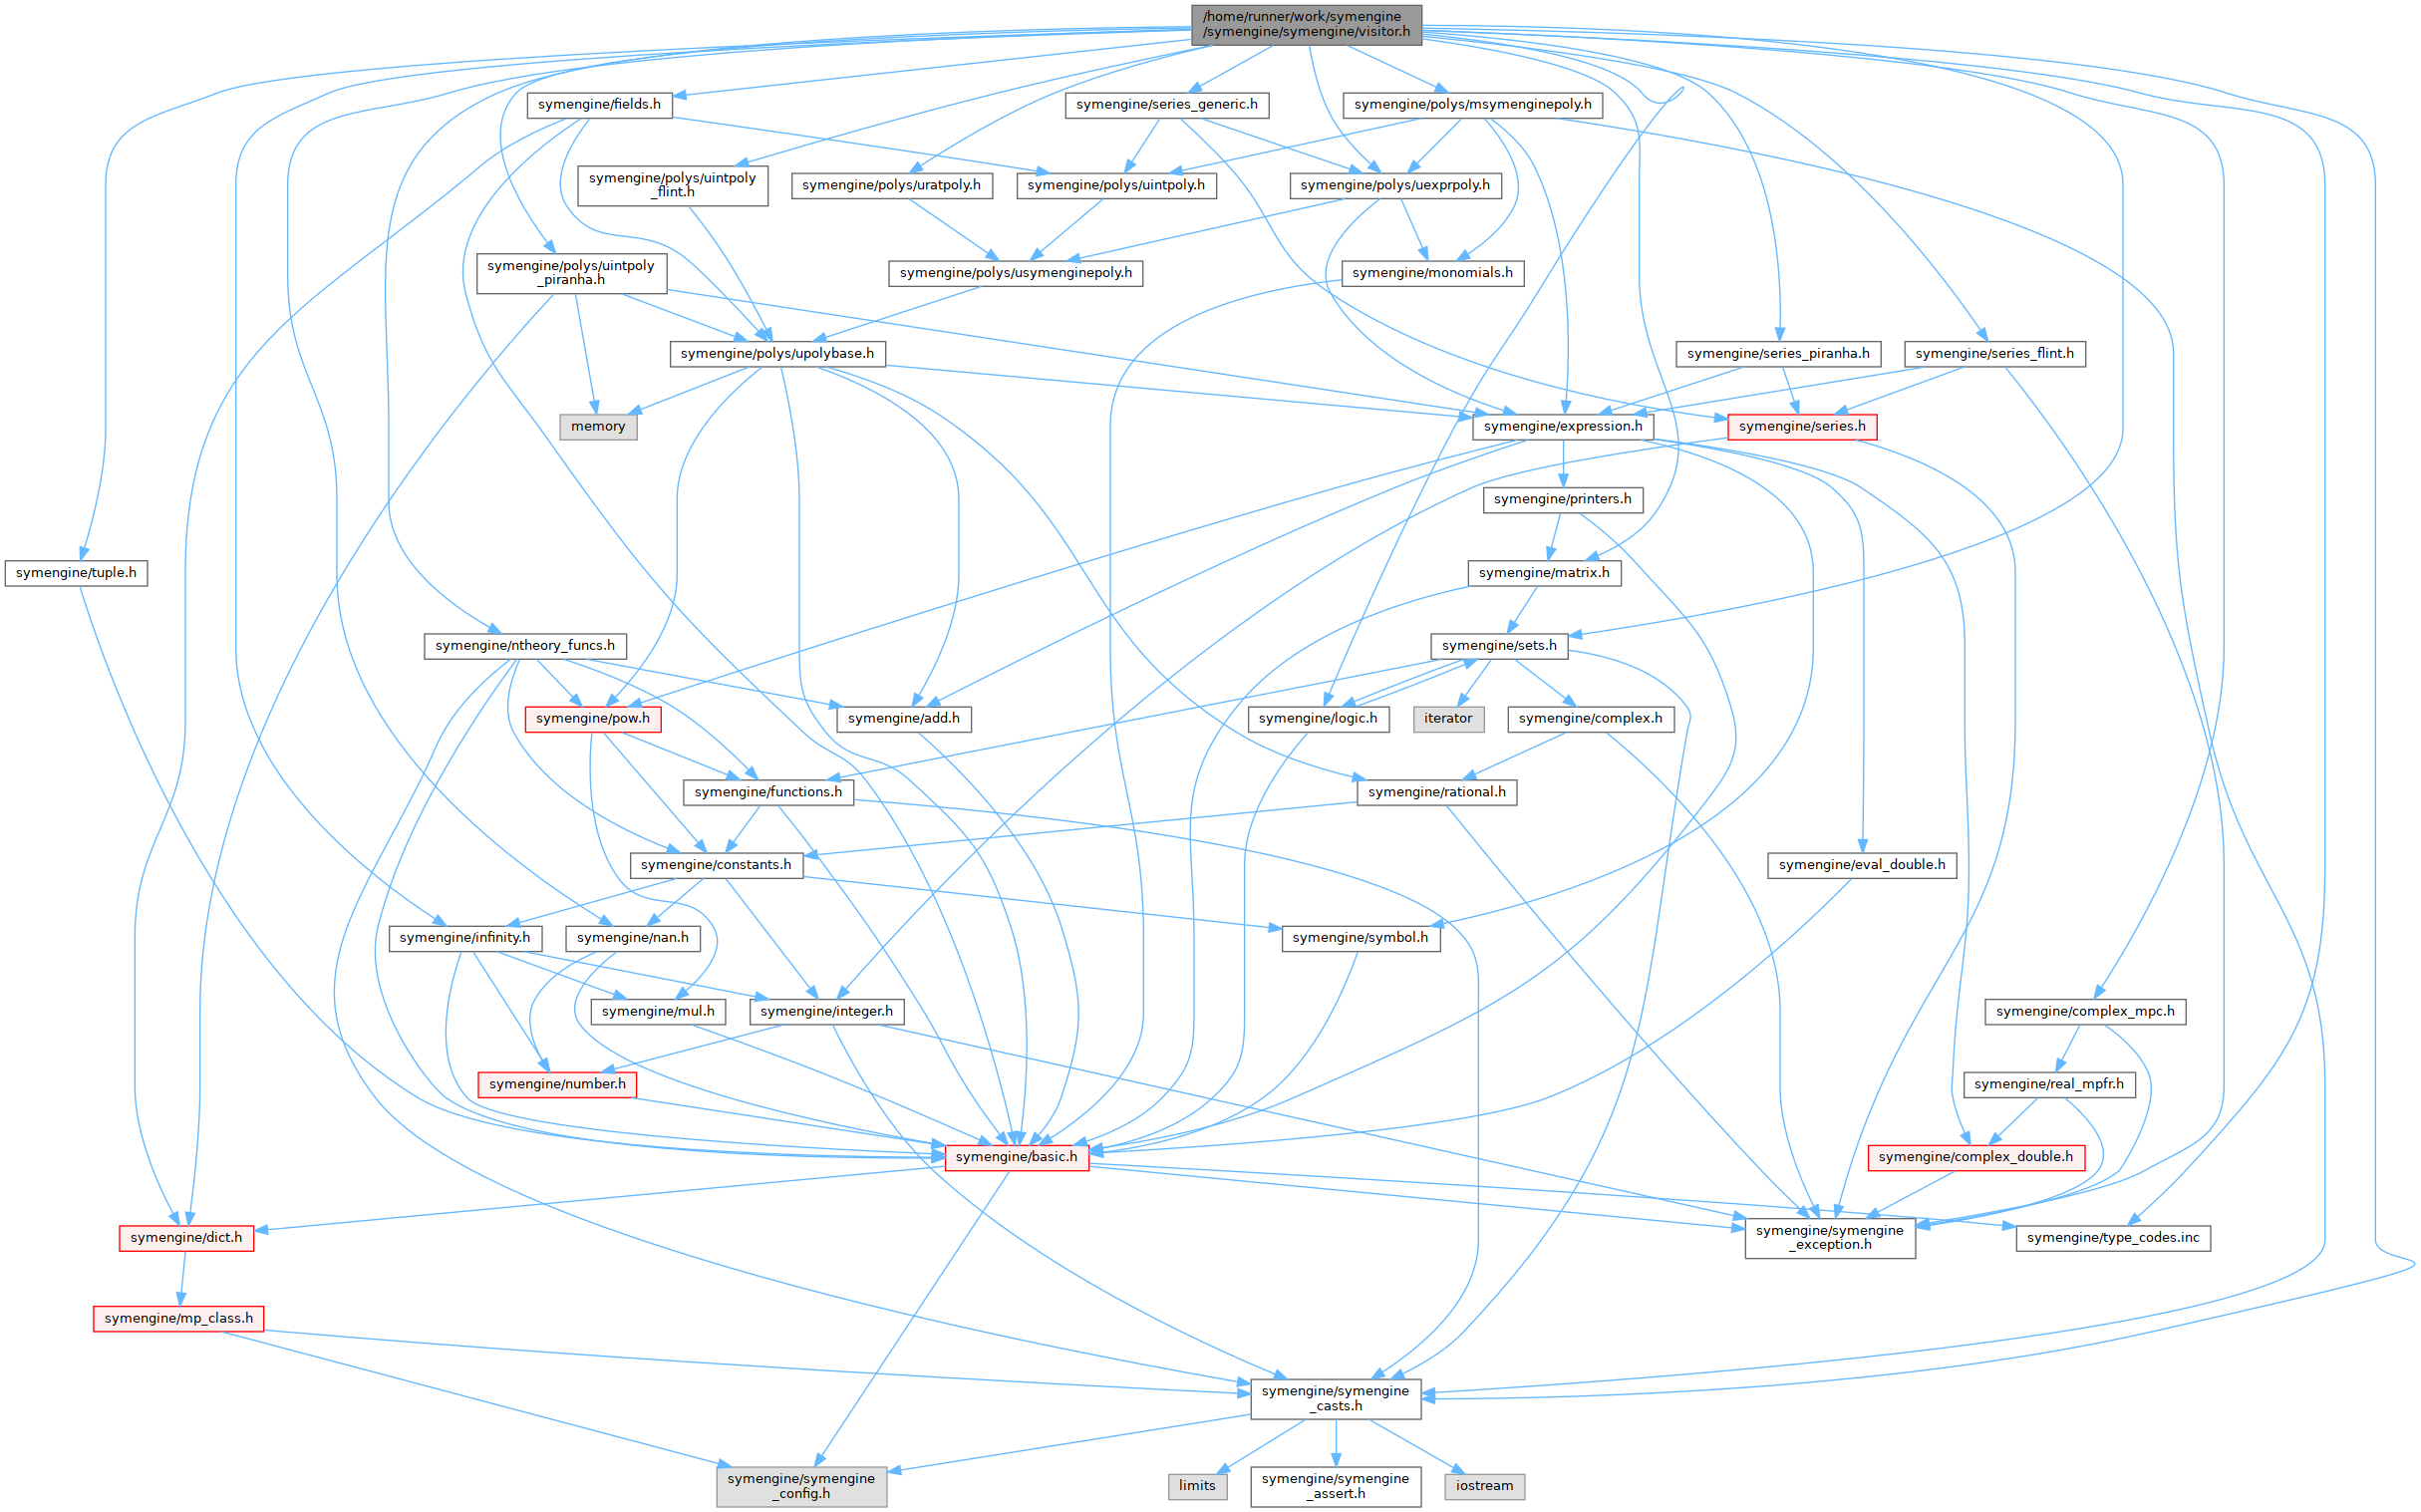 /home/runner/work/symengine
/symengine/symengine/visitor.h
symengine/fields.h
symengine/series_generic.h
symengine/polys/msymenginepoly.h
symengine/polys/uintpoly
_flint.h
symengine/polys/uratpoly.h
symengine/polys/uintpoly.h
symengine/polys/uexprpoly.h
symengine/polys/uintpoly
_piranha.h
symengine/polys/usymenginepoly.h
symengine/monomials.h
symengine/polys/upolybase.h
symengine/series_piranha.h
symengine/series_flint.h
memory
symengine/expression.h
symengine/series.h
symengine/printers.h
symengine/tuple.h
symengine/matrix.h
symengine/ntheory_funcs.h
symengine/sets.h
symengine/pow.h
symengine/add.h
symengine/logic.h
iterator
symengine/complex.h
symengine/functions.h
symengine/rational.h
symengine/constants.h
symengine/eval_double.h
symengine/infinity.h
symengine/nan.h
symengine/symbol.h
symengine/mul.h
symengine/integer.h
symengine/complex_mpc.h
symengine/number.h
symengine/real_mpfr.h
symengine/basic.h
symengine/complex_double.h
symengine/dict.h
symengine/symengine
_exception.h
symengine/type_codes.inc
symengine/mp_class.h
symengine/symengine
_casts.h
symengine/symengine
_config.h
limits
symengine/symengine
_assert.h
iostream